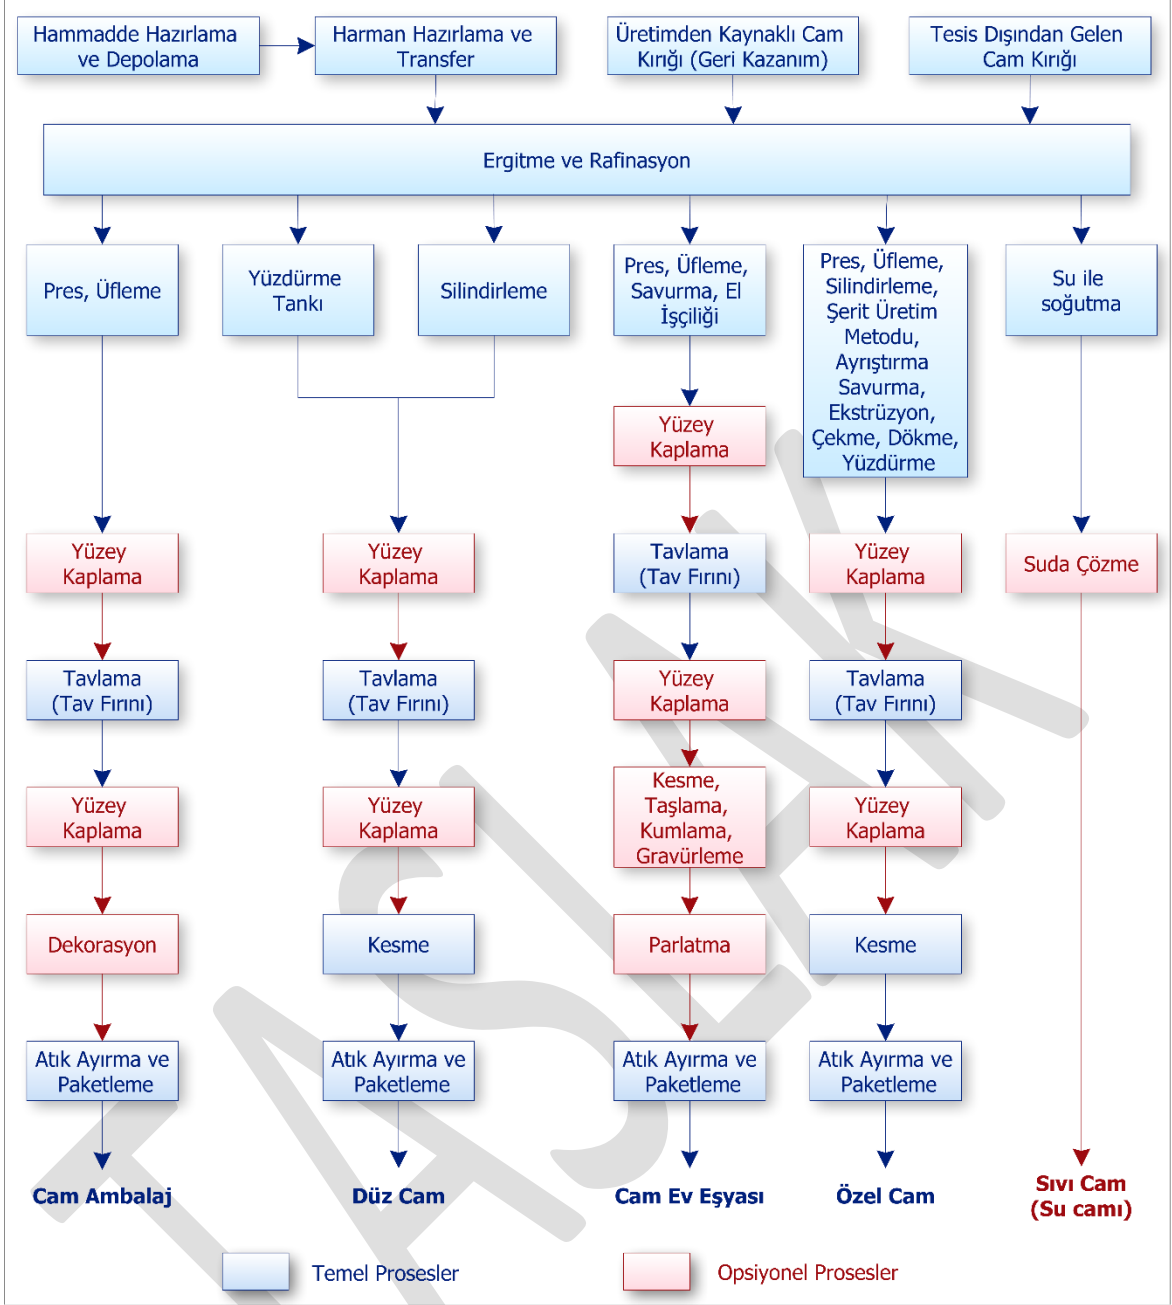 Hammadde Hazırlama
ve Depolama
Harman Hazırlama ve
Transfer
Üretimden Kaynaklı Cam
Kırığı (Geri Kazanım)
Tesis Dışından Gelen
Cam Kırığı
Ergitme ve Rafinasyon
Pres, Üfleme
Yüzdürme
Tankı
Silindirleme
Pres, Üfleme,
Savurma, El
İşçiliği
Pres, Üfleme,
Silindirleme,
Şerit Üretim
Metodu,
Ayrıştırma
Savurma,
Ekstrüzyon,
Çekme, Dökme,
Yüzdürme
Su ile
soğutma
Yüzey
Kaplama
Yüzey
Kaplama
Yüzey
Kaplama
Tavlama
(Tav Fırını)
Yüzey
Kaplama
Suda Çözme
Tavlama
(Tav Fırını)
Tavlama
(Tav Fırını)
Yüzey
Kaplama
Tavlama
(Tav Fırını)
Yüzey
Kaplama
Yüzey
Kaplama
Kesme,
Taşlama,
Kumlama,
Gravürleme
Yüzey
Kaplama
Dekorasyon
Kesme
Parlatma
Kesme
Atık Ayırma ve
Paketleme
Atık Ayırma ve
Paketleme
Atık Ayırma ve
Paketleme
Atık Ayırma ve
Paketleme
Cam Ambalaj
Düz Cam
Cam Ev Eşyası
Özel Cam
Sıvı Cam
(Su camı)
Temel Prosesler
Opsiyonel Prosesler
TASLAK